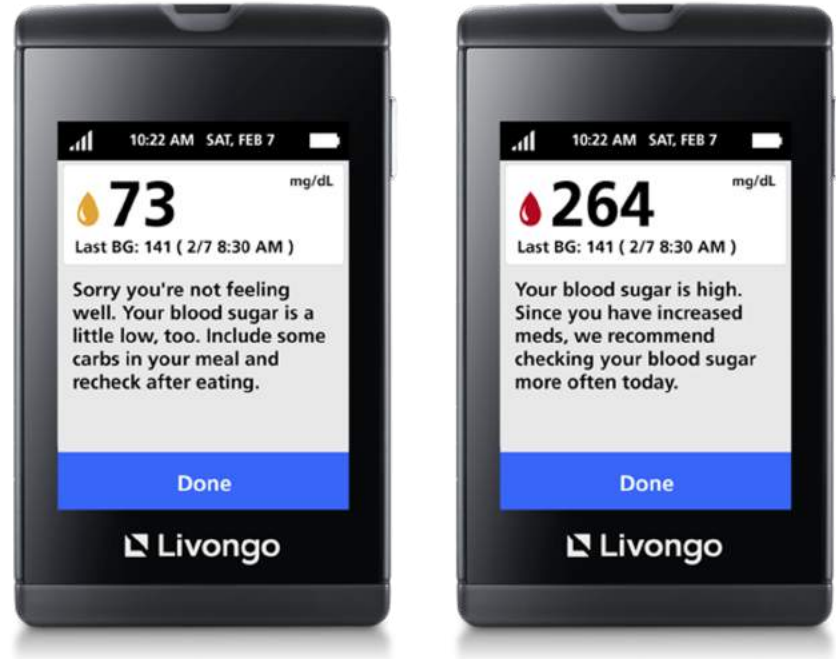 10:22 AM SAT, FEB 7
73 mg/dL
Last BG: 141 ( 2/7 8:30 AM )
Sorry you're not feeling
well. Your blood sugar is a
little low, too. Include some
carbs in your meal and
recheck after eating.
Done
Livongo
10:22 AM SAT, FEB 7
264 mg/dL
Last BG: 141 ( 2/7 8:30 AM )
Your blood sugar is high.
Since you have increased
meds, we recommend
checking your blood sugar
more often today.
Done
Livongo